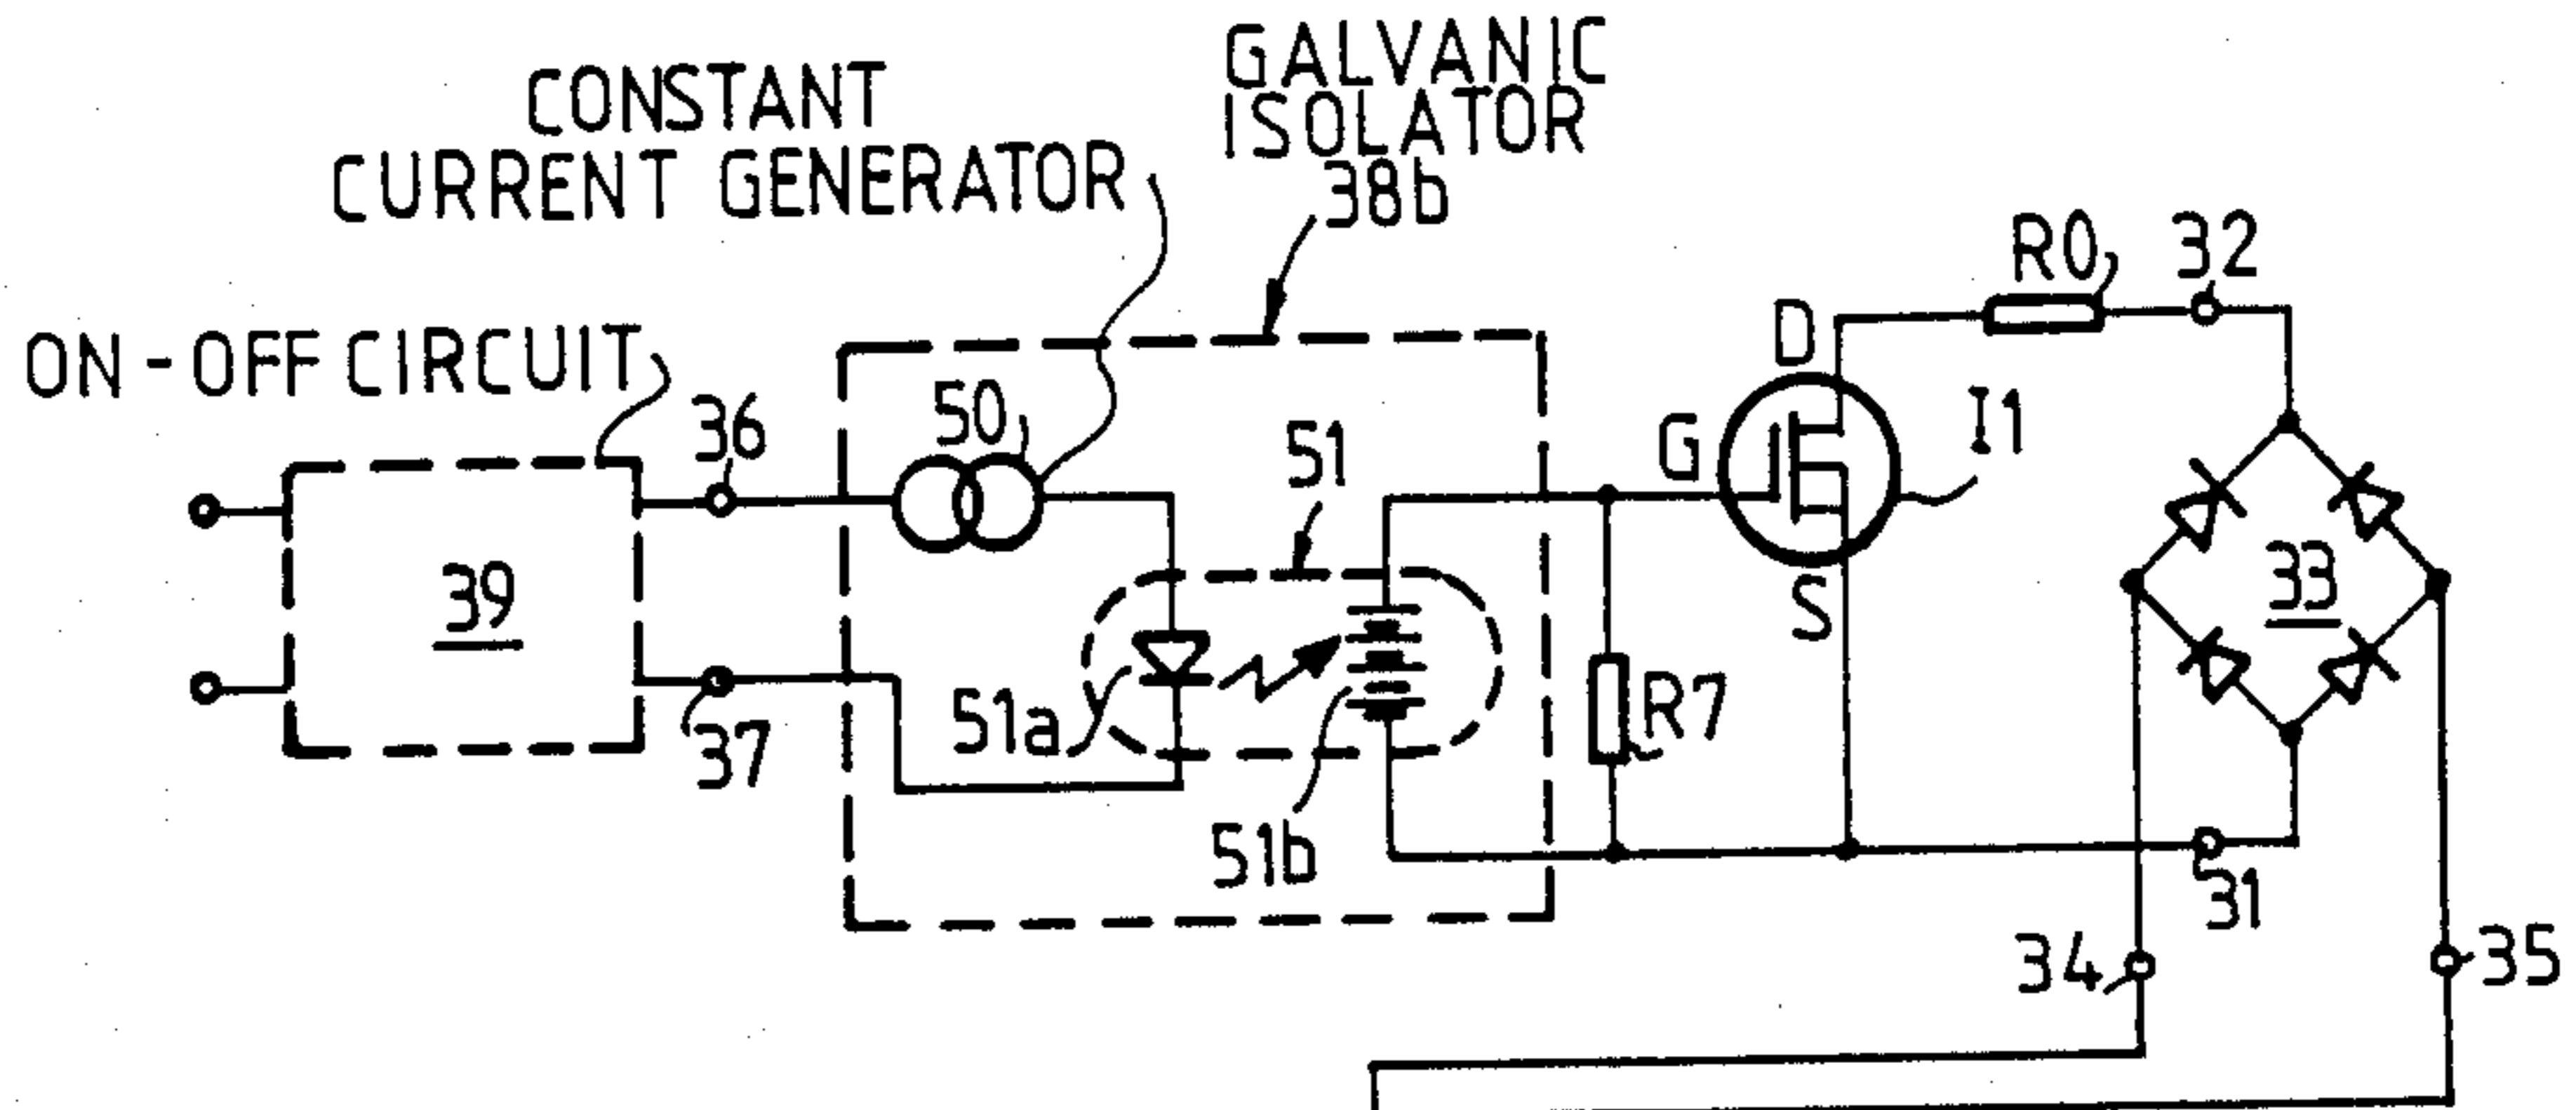 GALVANIC
ISOLATOR
38b
CONSTANT
CURRENT GENERATOR
ON-OFF CIRCUIT
R0
32
D
36
50
51
G
I1
39
33
S
51a
R7
37
51b
31
34
35